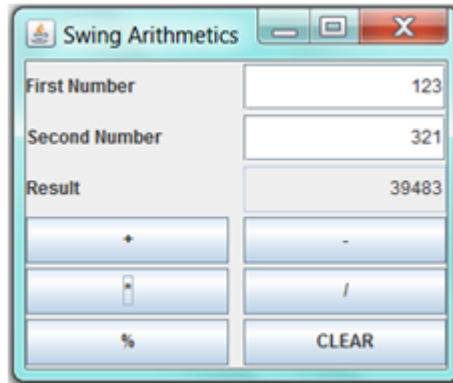 Swing Arithmetics
First Number 123
Second Number 321
Result 39483
+ -
* /
% CLEAR